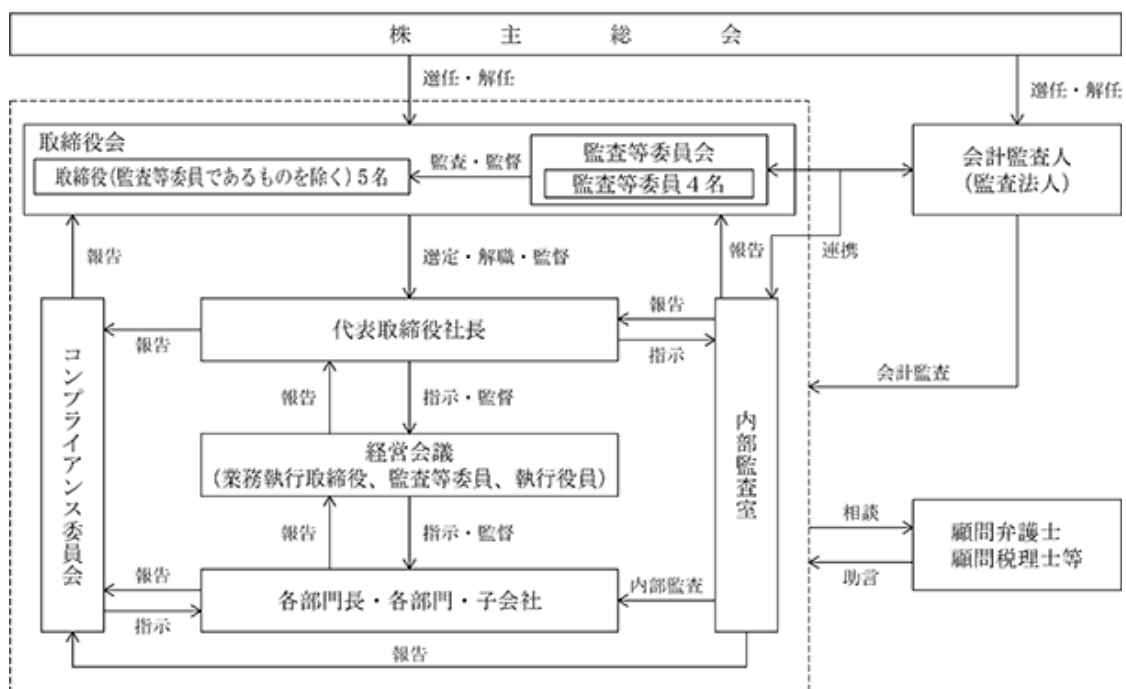 株主総会
選任・解任
選任・解任
取締役会
取締役(監査等委員であるものを除く)5名
監査・監督
監査等委員会
監査等委員4名
会計監査人
(監査法人)
報告
選定・解職・監督
報告
連携
コンプライアンス委員会
報告
代表取締役社長
報告
指示
内部監査室
会計監査
報告
指示・監督
経営会議
(業務執行取締役、監査等委員、執行役員)
報告
指示・監督
相談
助言
顧問弁護士
顧問税理士等
報告
指示
各部門長・各部門・子会社
内部監査
報告